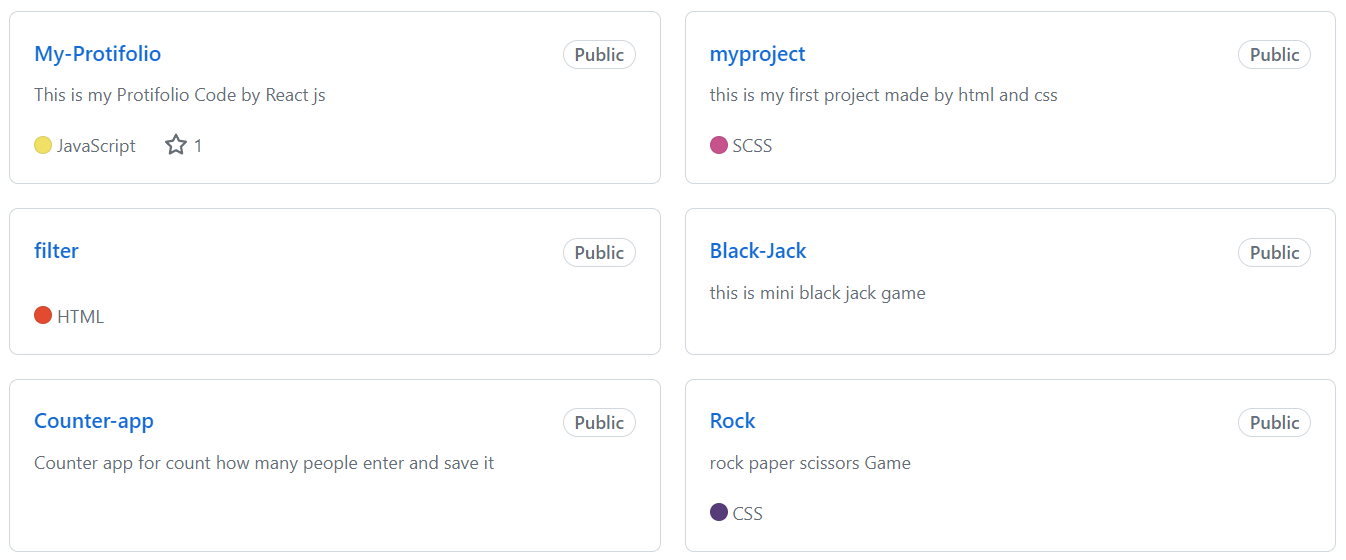 My-Protifolio
Public
This is my Protifolio Code by React js
JavaScript
1
myproject
Public
this is my first project made by html and css
SCSS
filter
Public
HTML
Black-Jack
Public
this is mini black jack game
Counter-app
Public
Counter app for count how many people enter and save it
Rock
Public
rock paper scissors Game
CSS